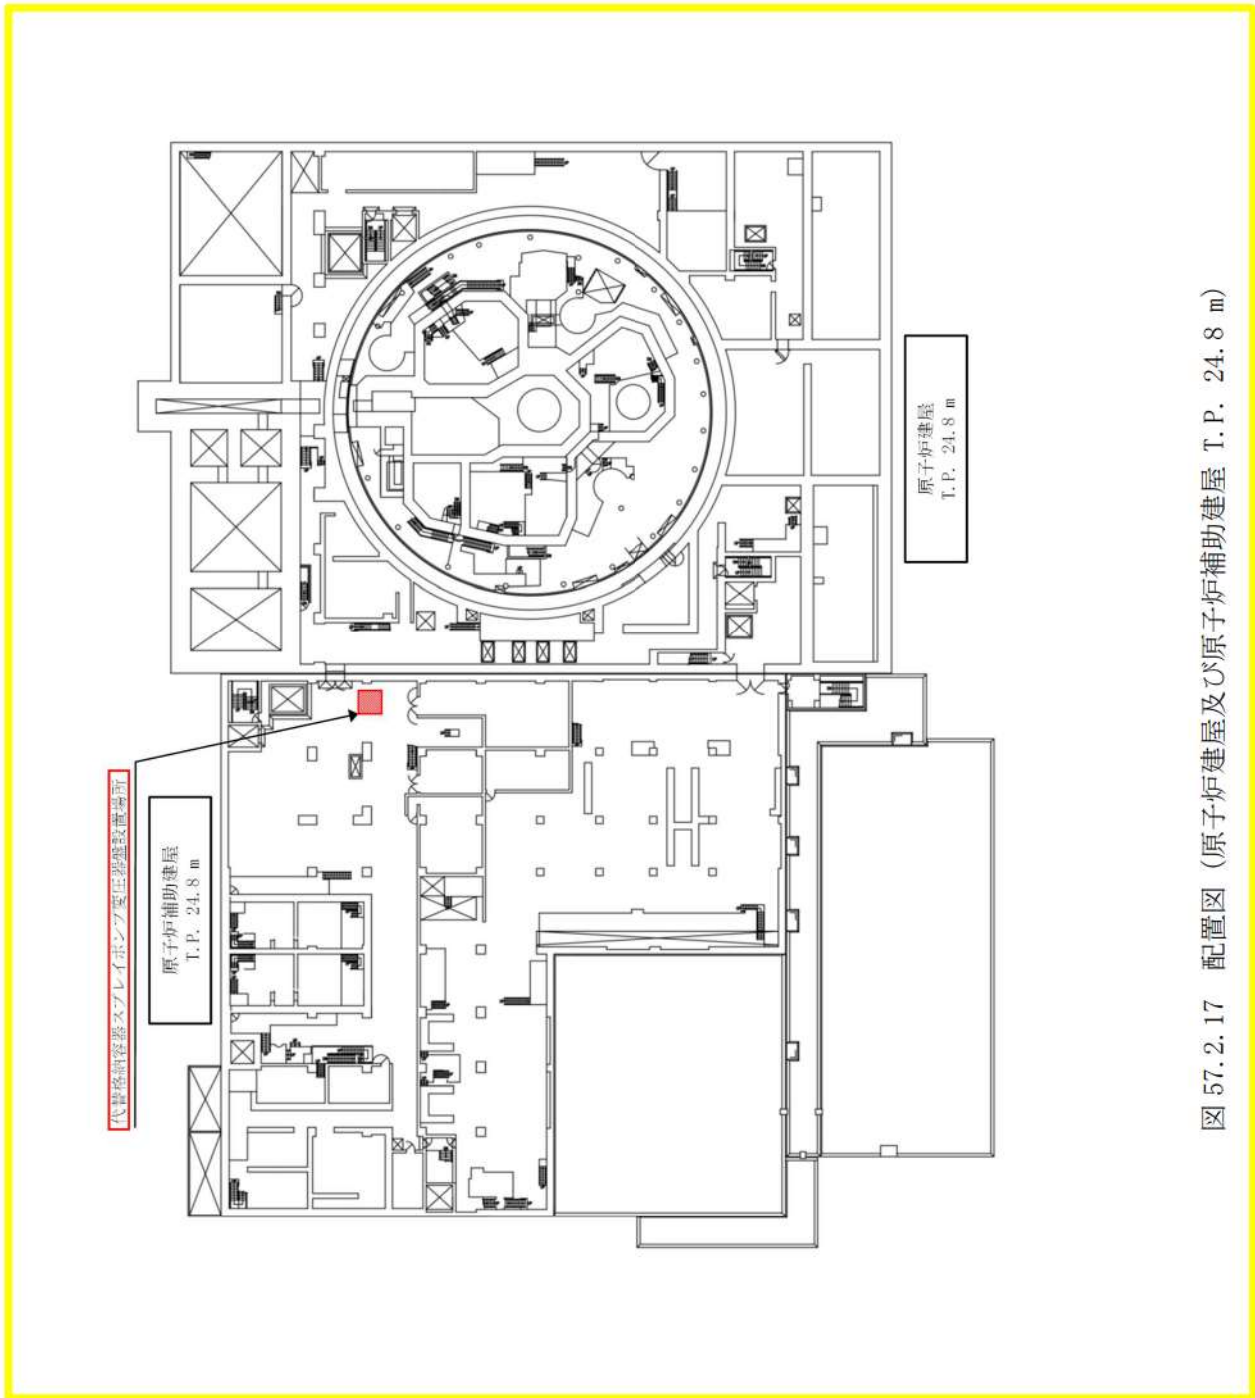 代替格納容器スプレイポンプ変圧器盤設置場所
原子炉補助建屋
T.P. 24.8 m
原子炉建屋
T.P. 24.8 m
図 57.2.17 配置図 (原子炉建屋及び原子炉補助建屋 T.P. 24.8 m)